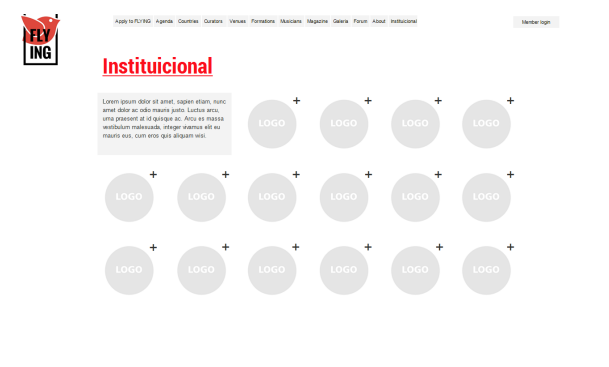 FLY
ING
Apply to FLYING Agenda Countries Curators Venues Formations Musicians Magazine Galeria Forum About Instituicional
Member login
Instituicional
Lorem ipsum dolor sit amet, sapien etiam, nunc
amet dolor ac odio mauris justo. Luctus arcu,
urna praesent at id quisque ac. Arcu es massa
vestibulum malesuada, integer vivamus elit eu
mauris eus, cum eros quis aliquam wisi.
+ + + +
LOGO LOGO LOGO LOGO
+ + + + + +
LOGO LOGO LOGO LOGO LOGO LOGO
+ + + + + +
LOGO LOGO LOGO LOGO LOGO LOGO